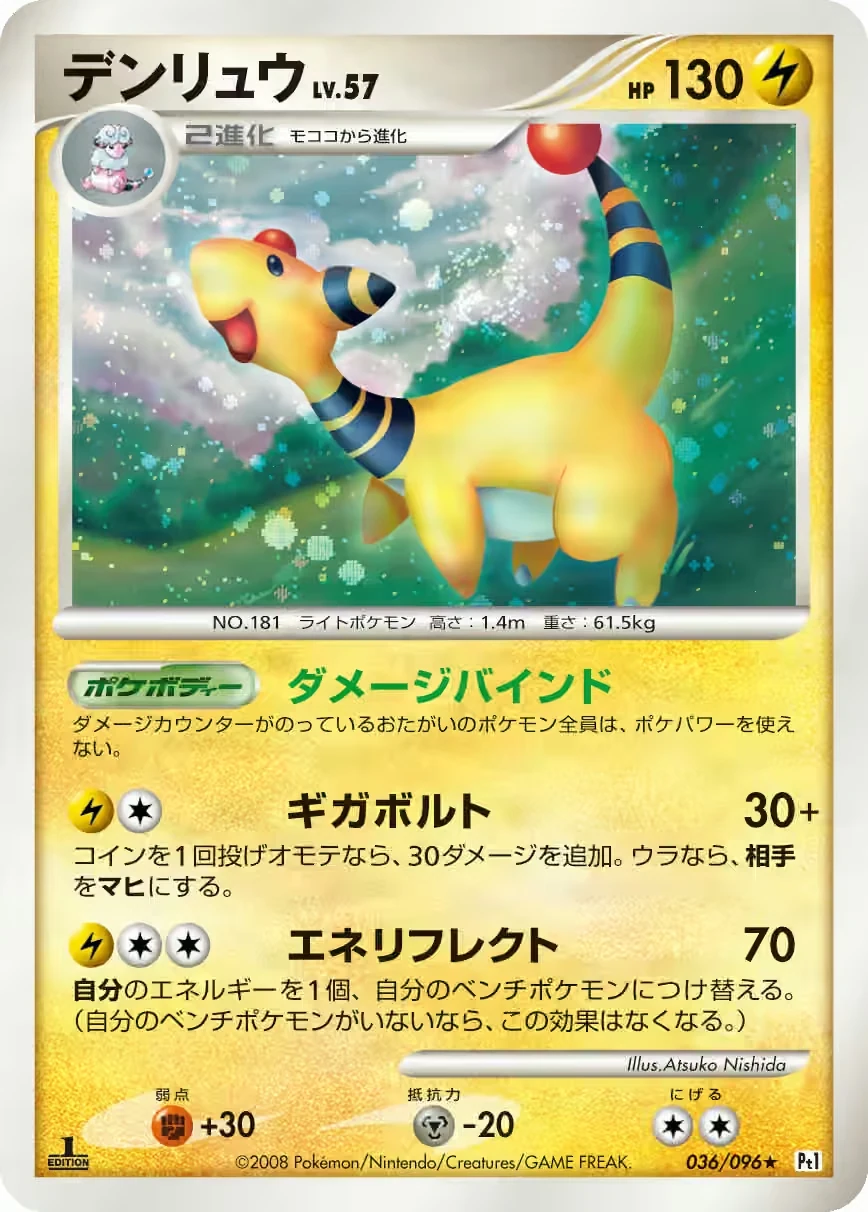 デンリュウ LV.57 HP 130
2進化 モココから進化
NO.181 ライトポケモン 高さ:1.4m 重さ:61.5kg
ポケボディー ダメージバインド
ダメージカウンターがのっているおたがいのポケモン全員は、ポケパワーを使え
ない。
ギガボルト 30+
コインを1回投げオモテなら、30ダメージを追加。ウラなら、相手
をマヒにする。
エネリフレクト 70
自分のエネルギーを1個、自分のベンチポケモンにつけ替える。
(自分のベンチポケモンがいないなら、この効果はなくなる。)
Illus.Atsuko Nishida
弱点 抵抗力 にげる
+30 -20
1 EDITION ©2008 Pokémon/Nintendo/Creatures/GAME FREAK. 036/096★ Pt1